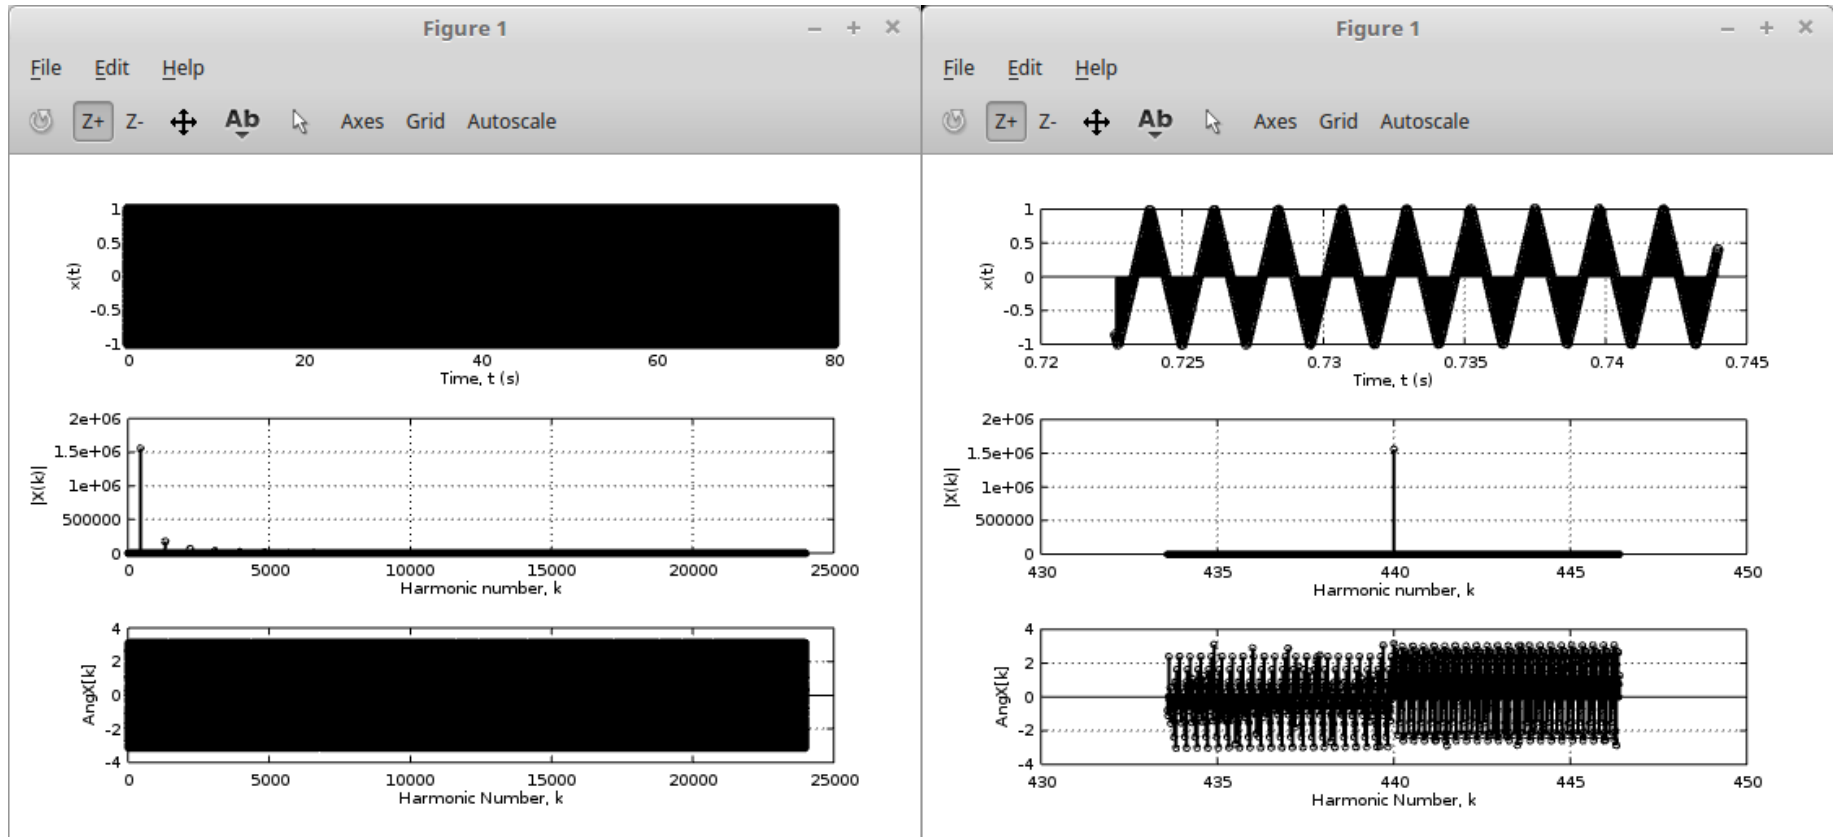 Figure 1
File Edit Help
Z+ Z- Ab Axes Grid Autoscale
1
0.5
0
-0.5
-1
x(t)
0 20 40 60 80
Time, t (s)
2e+06
1.5e+06
1e+06
500000
0
|X(k)|
0 5000 10000 15000 20000 25000
Harmonic number, k
4
2
0
-2
-4
AngX[k]
0 5000 10000 15000 20000 25000
Harmonic Number, k
Figure 1
File Edit Help
Z+ Z- Ab Axes Grid Autoscale
1
0.5
0
-0.5
-1
x(t)
0.72 0.725 0.73 0.735 0.74 0.745
Time, t (s)
2e+06
1.5e+06
1e+06
500000
0
|X(k)|
430 435 440 445 450
Harmonic number, k
4
2
0
-2
-4
AngX[k]
430 435 440 445 450
Harmonic Number, k